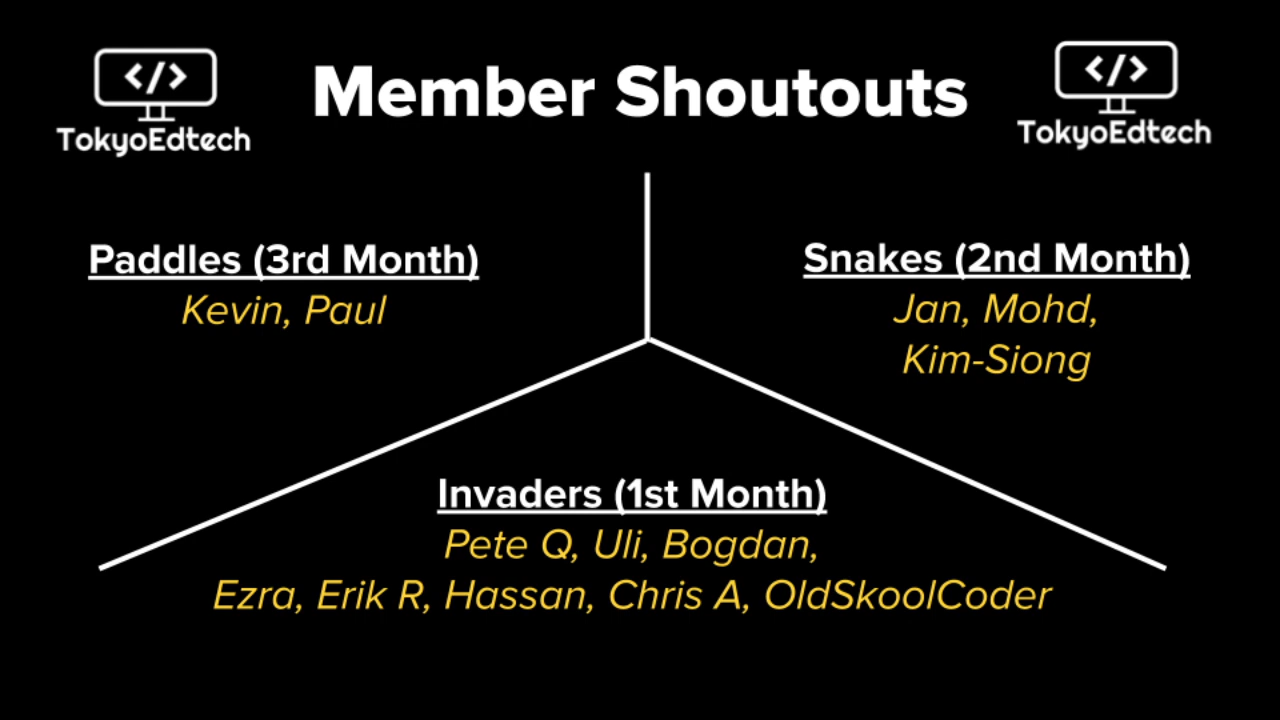 </>
TokyoEdtech
Member Shoutouts
</>
TokyoEdtech
Paddles (3rd Month)
Kevin, Paul
Snakes (2nd Month)
Jan, Mohd,
Kim-Siong
Invaders (1st Month)
Pete Q, Uli, Bogdan,
Ezra, Erik R, Hassan, Chris A, OldSkoolCoder